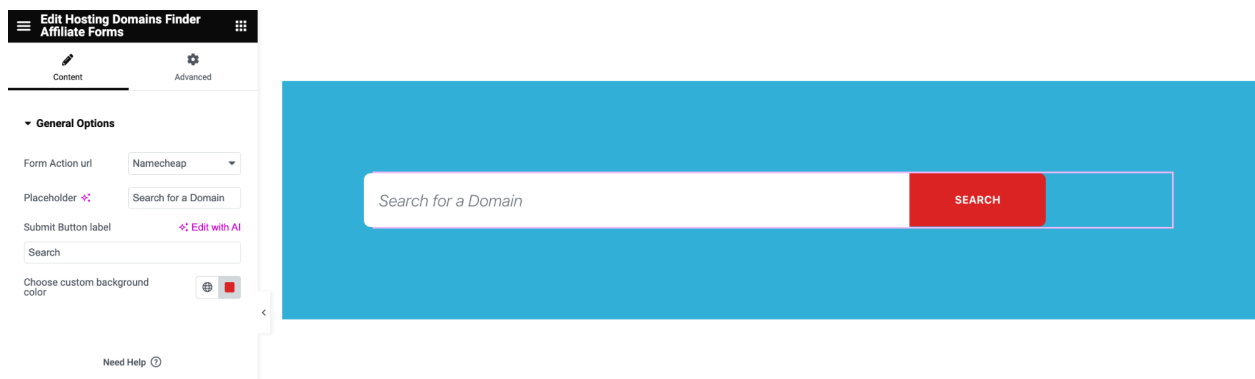 Edit Hosting Domains Finder
Affiliate Forms
Content
Advanced
General Options
Form Action url
Namecheap
Placeholder
Search for a Domain
Submit Button label
Edit with AI
Search
Choose custom background
color
Need Help
Search for a Domain
SEARCH